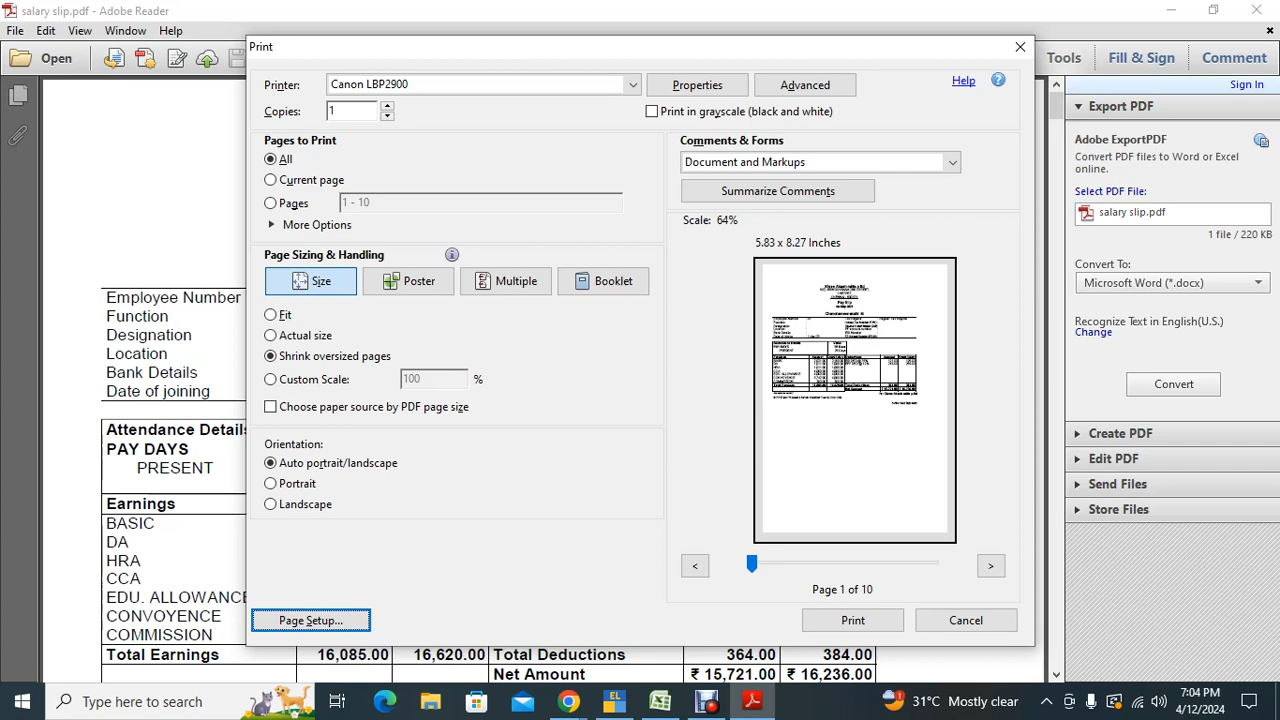 salary slip.pdf - Adobe Reader
File Edit View Window Help
Open
Tools Fill & Sign Comment
Print
Printer: Canon LBP2900 Properties Advanced Help
Copies: 1 Print in grayscale (black and white)
Pages to Print
All
Current page
Pages 1 - 10
More Options
Comments & Forms
Document and Markups
Summarize Comments
Scale: 64%
5.83 x 8.27 Inches
Page Sizing & Handling
Size Poster Multiple Booklet
Fit
Actual size
Shrink oversized pages
Custom Scale: 100 %
Choose paper source by PDF page size
Orientation:
Auto portrait/landscape
Portrait
Landscape
< >
Page 1 of 10
Page Setup... Print Cancel
Employee Number
Function
Designation
Location
Bank Details
Date of joining
Attendance Details
PAY DAYS
PRESENT
Earnings
BASIC
DA
HRA
CCA
EDU. ALLOWANCE
CONVOYENCE
COMMISSION
Total Earnings 16,085.00 16,620.00 Total Deductions 364.00 384.00
Net Amount ₹ 15,721.00 ₹ 16,236.00
Sign In
Export PDF
Adobe ExportPDF
Convert PDF files to Word or Excel
online.
Select PDF File:
salary slip.pdf
1 file / 220 KB
Convert To:
Microsoft Word (*.docx)
Recognize Text in English(U.S.)
Change
Convert
Create PDF
Edit PDF
Send Files
Store Files
Type here to search
EL
31°C Mostly clear
7:04 PM
4/12/2024